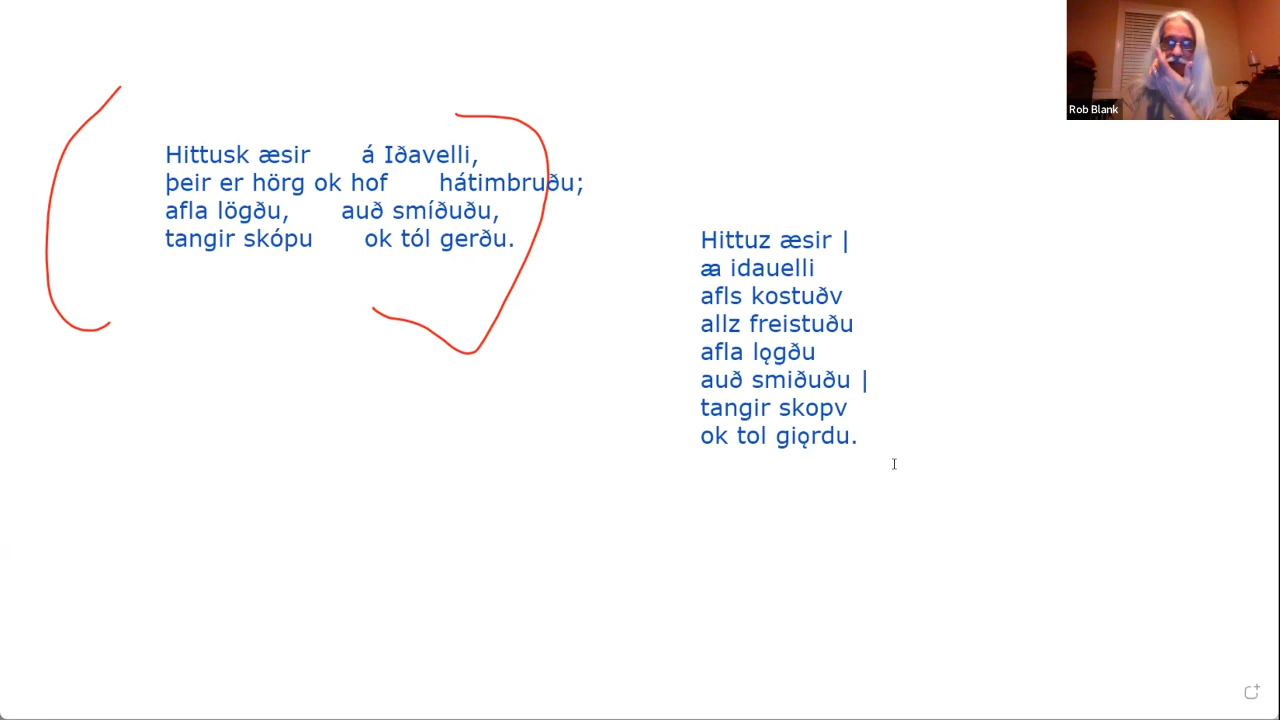 Rob Blank
Hittusk æsir á Iðavelli,
þeir er hörg ok hof hátimbruðu;
afla lögðu, auð smíðuðu,
tangir skópu ok tól gerðu.
Hittuz æsir |
ꜳ idauelli
afls kostuðv
allz freistuðu
afla lǫgðu
auð smiðuðu |
tangir skopv
ok tol giǫrdu.